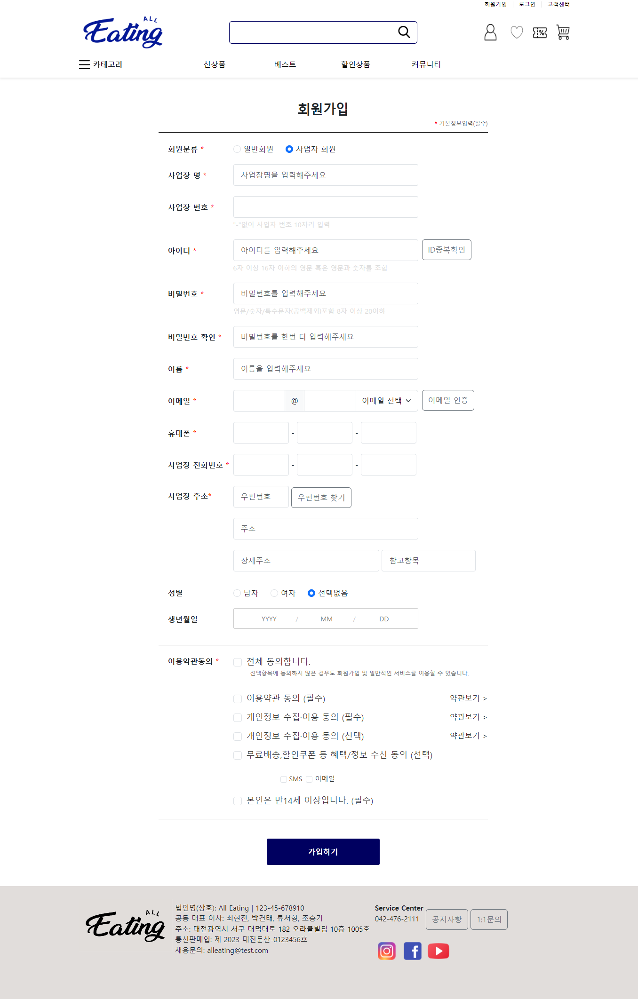 회원가입 로그인 고객센터
ALL
Eating
카테고리 신상품 베스트 할인상품 커뮤니티
회원가입
* 기본정보입력(필수)
회원분류 * 일반회원 사업자 회원
사업장 명 * 사업장명을 입력해주세요
사업장 번호 *
"-"없이 사업자 번호 10자리 입력
아이디 * 아이디를 입력해주세요 ID중복확인
6자 이상 16자 이하의 영문 혹은 영문과 숫자를 조합
비밀번호 * 비밀번호를 입력해주세요
영문/숫자/특수문자(공백제외)포함 8자 이상 20이하
비밀번호 확인 * 비밀번호를 한번 더 입력해주세요
이름 * 이름을 입력해주세요
이메일 * @ 이메일 선택 이메일 인증
휴대폰 * - -
사업장 전화번호 * - -
사업장 주소* 우편번호 우편번호 찾기
주소
상세주소 참고항목
성별 남자 여자 선택없음
생년월일 YYYY / MM / DD
이용약관동의 * 전체 동의합니다.
선택항목에 동의하지 않은 경우도 회원가입 및 일반적인 서비스를 이용할 수 있습니다.
이용약관 동의 (필수) 약관보기 >
개인정보 수집·이용 동의 (필수) 약관보기 >
개인정보 수집·이용 동의 (선택) 약관보기 >
무료배송,할인쿠폰 등 혜택/정보 수신 동의 (선택)
SMS 이메일
본인은 만14세 이상입니다. (필수)
가입하기
ALL
Eating
법인명(상호): All Eating | 123-45-678910
공동 대표 이사: 최현진, 박건태, 류서형, 조승기
주소: 대전광역시 서구 대덕대로 182 오라클빌딩 10층 1005호
통신판매업: 제 2023-대전둔산-0123456호
채용문의: alleating@test.com
Service Center
042-476-2111 공지사항 1:1문의